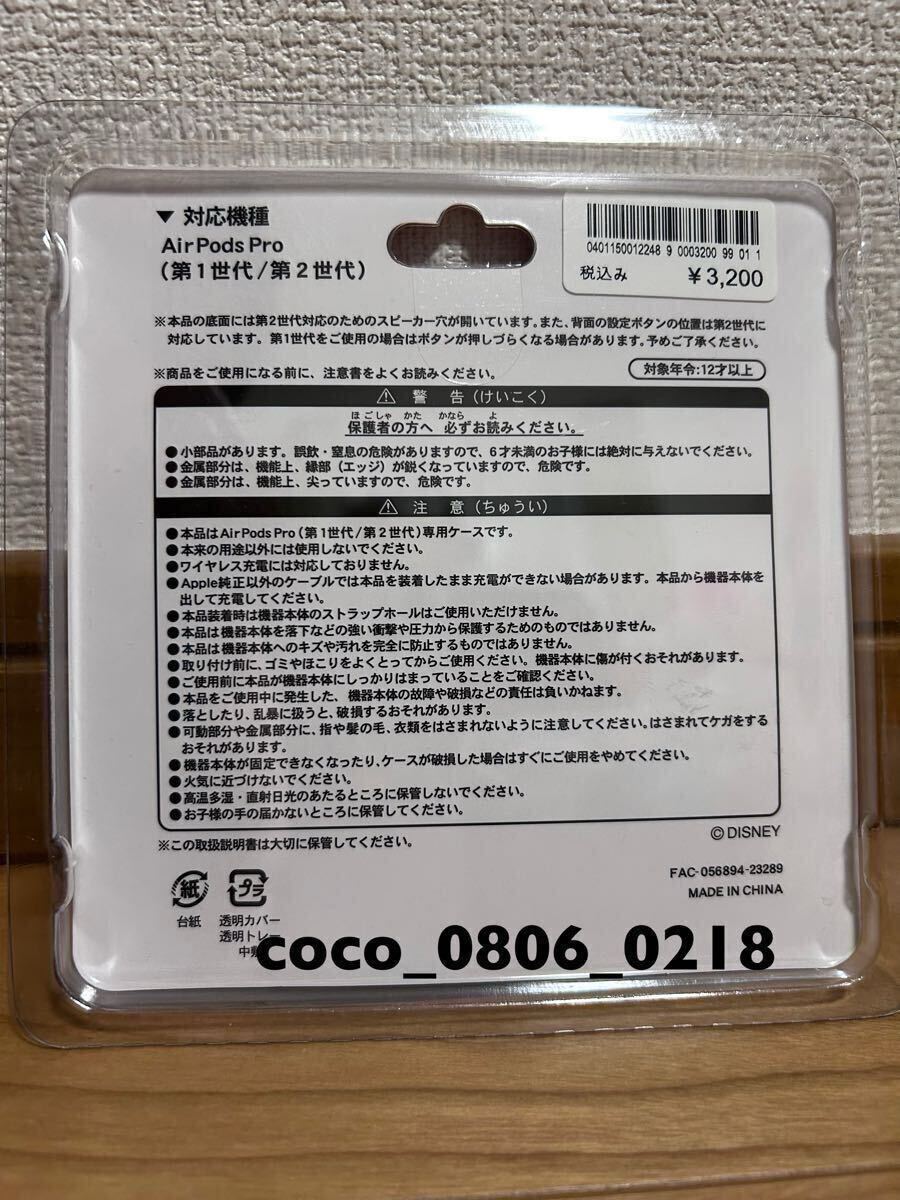 ▼ 対応機種
AirPods Pro
（第１世代/第２世代）
0401150012248 9 0003200 99 01 1
税込み ￥3,200
※本品の底面には第2世代対応のためのスピーカー穴が開いています。また、背面の設定ボタンの位置は第2世代に
対応しています。第1世代をご使用の場合はボタンが押しづらくなる場合があります。予めご了承ください。
※商品をご使用になる前に、注意書をよくお読みください。
対象年令:12才以上
⚠ 警 告（けいこく）
ほごしゃ かた かなら よ
保護者の方へ 必ずお読みください。
●小部品があります。誤飲・窒息の危険がありますので、6才未満のお子様には絶対に与えないでください。
●金属部分は、機能上、縁部（エッジ）が鋭くなっていますので、危険です。
●金属部分は、機能上、尖っていますので、危険です。
⚠ 注 意（ちゅうい）
●本品はAirPods Pro（第１世代/第２世代）専用ケースです。
●本来の用途以外には使用しないでください。
●ワイヤレス充電には対応しておりません。
●Apple純正以外のケーブルでは本品を装着したまま充電ができない場合があります。本品から機器本体を
出して充電してください。
●本品装着時は機器本体のストラップホールはご使用いただけません。
●本品は機器本体を落下などの強い衝撃や圧力から保護するためのものではありません。
●本品は機器本体へのキズや汚れを完全に防止するものではありません。
●取り付け前に、ゴミやほこりをよくとってからご使用ください。機器本体に傷が付くおそれがあります。
●ご使用前に本品が機器本体にしっかりはまっていることをご確認ください。
●本品をご使用中に発生した、機器本体の故障や破損などの責任は負いかねます。
●落としたり、乱暴に扱うと、破損するおそれがあります。
●可動部分や金属部分に、指や髪の毛、衣類をはさまれないように注意してください。はさまれてケガをする
おそれがあります。
●機器本体が固定できなくなったり、ケースが破損した場合はすぐにご使用をやめてください。
●火気に近づけないでください。
●高温多湿・直射日光のあたるところに保管しないでください。
●お子様の手の届かないところに保管してください。
※この取扱説明書は大切に保管してください。
© DISNEY
FAC-056894-23289
MADE IN CHINA
紙 プラ
台紙 透明カバー
透明トレー
中敷
coco_0806_0218